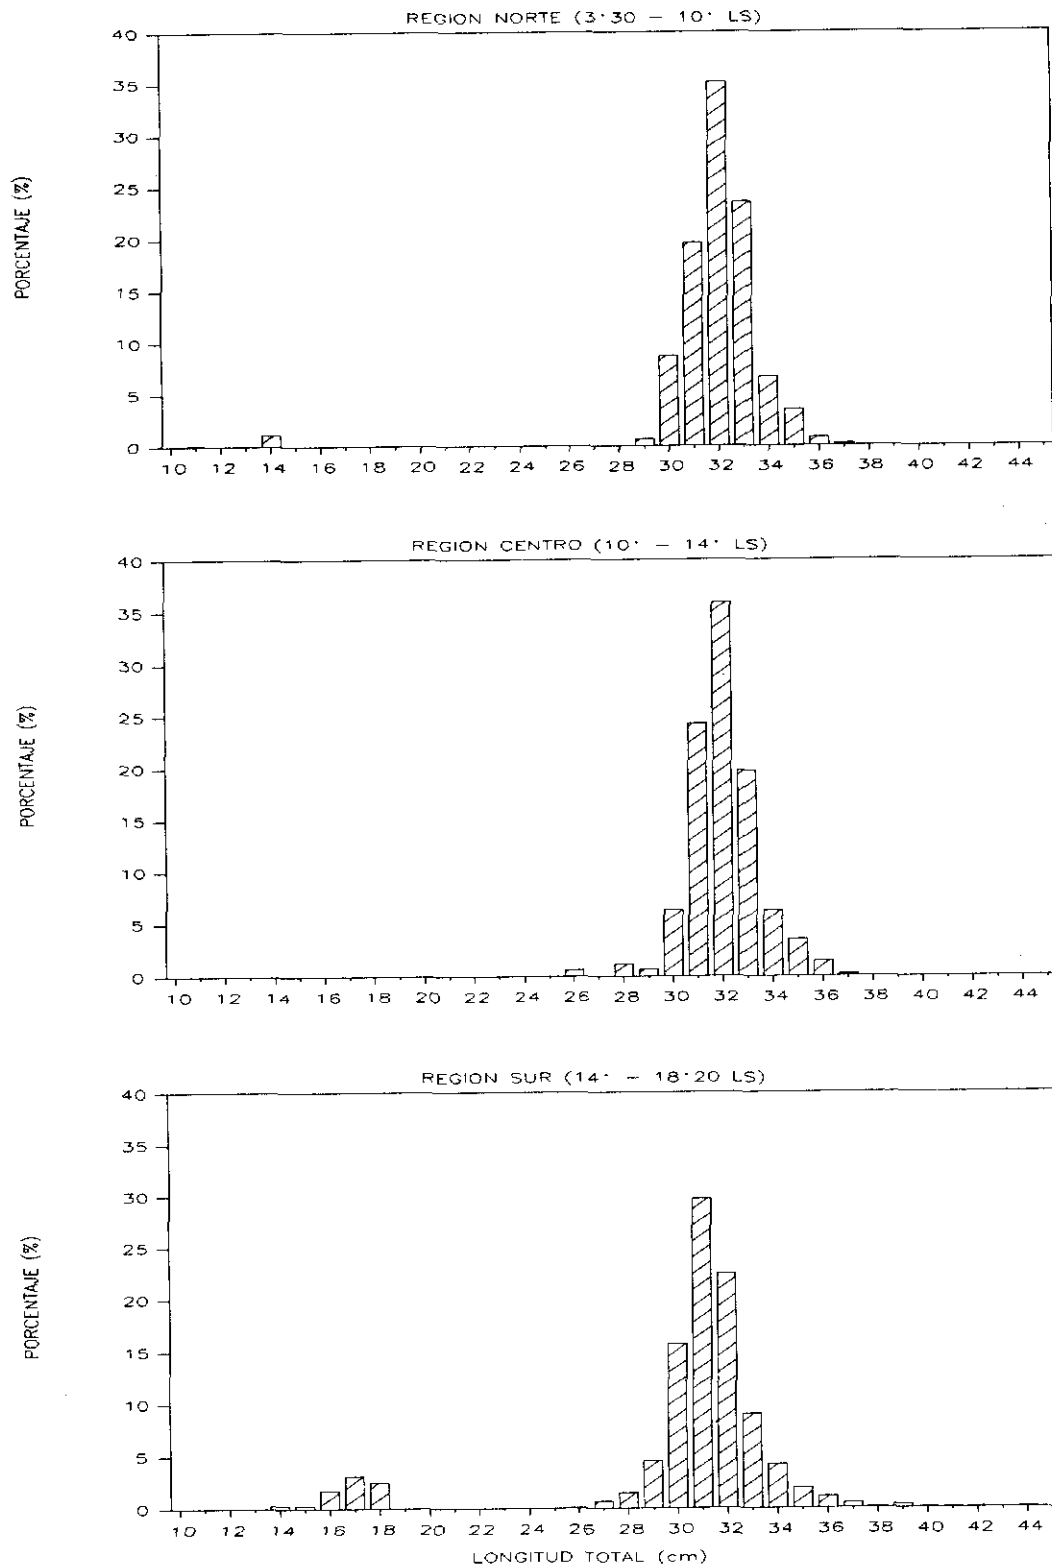 REGION NORTE (3°30 — 10° LS)
40
35
30
25
20
15
10
5
0
PORCENTAJE (%)
10 12 14 16 18 20 22 24 26 28 30 32 34 36 38 40 42 44
REGION CENTRO (10° — 14° LS)
40
35
30
25
20
15
10
5
0
PORCENTAJE (%)
10 12 14 16 18 20 22 24 26 28 30 32 34 36 38 40 42 44
REGION SUR (14° — 18°20 LS)
40
35
30
25
20
15
10
5
0
PORCENTAJE (%)
10 12 14 16 18 20 22 24 26 28 30 32 34 36 38 40 42 44
LONGITUD TOTAL (cm)